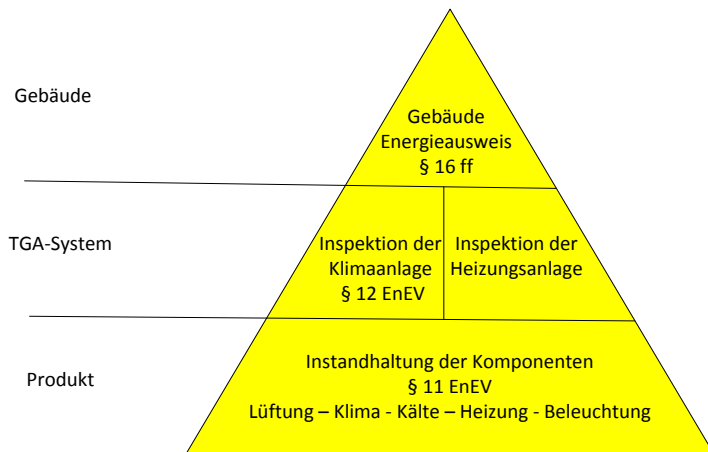 Gebäude
Gebäude
Energieausweis
§ 16 ff
TGA-System
Inspektion der
Klimaanlage
§ 12 EnEV
Inspektion der
Heizungsanlage
Produkt
Instandhaltung der Komponenten
§ 11 EnEV
Lüftung – Klima - Kälte – Heizung - Beleuchtung